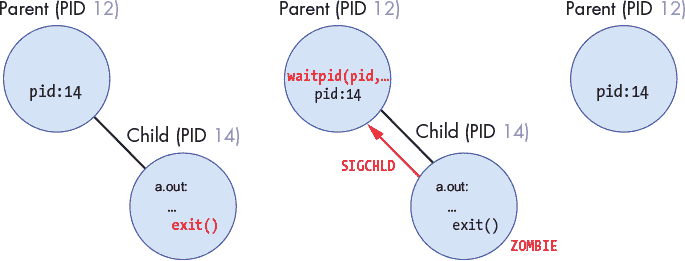 Parent (PID 12)
pid:14
Child (PID 14)
a.out:
…
exit()
Parent (PID 12)
waitpid(pid,…
pid:14
Child (PID 14)
SIGCHLD
a.out:
…
exit()
ZOMBIE
Parent (PID 12)
pid:14